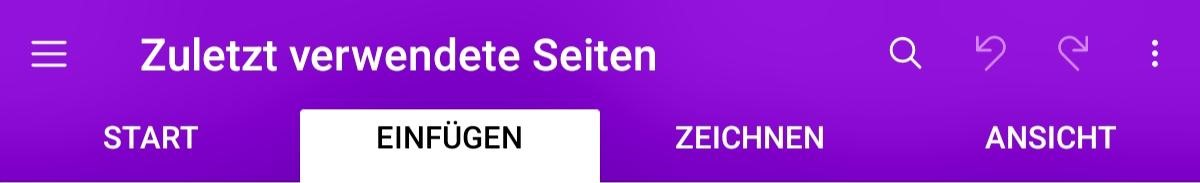 Zuletzt verwendete Seiten
START EINFÜGEN ZEICHNEN ANSICHT